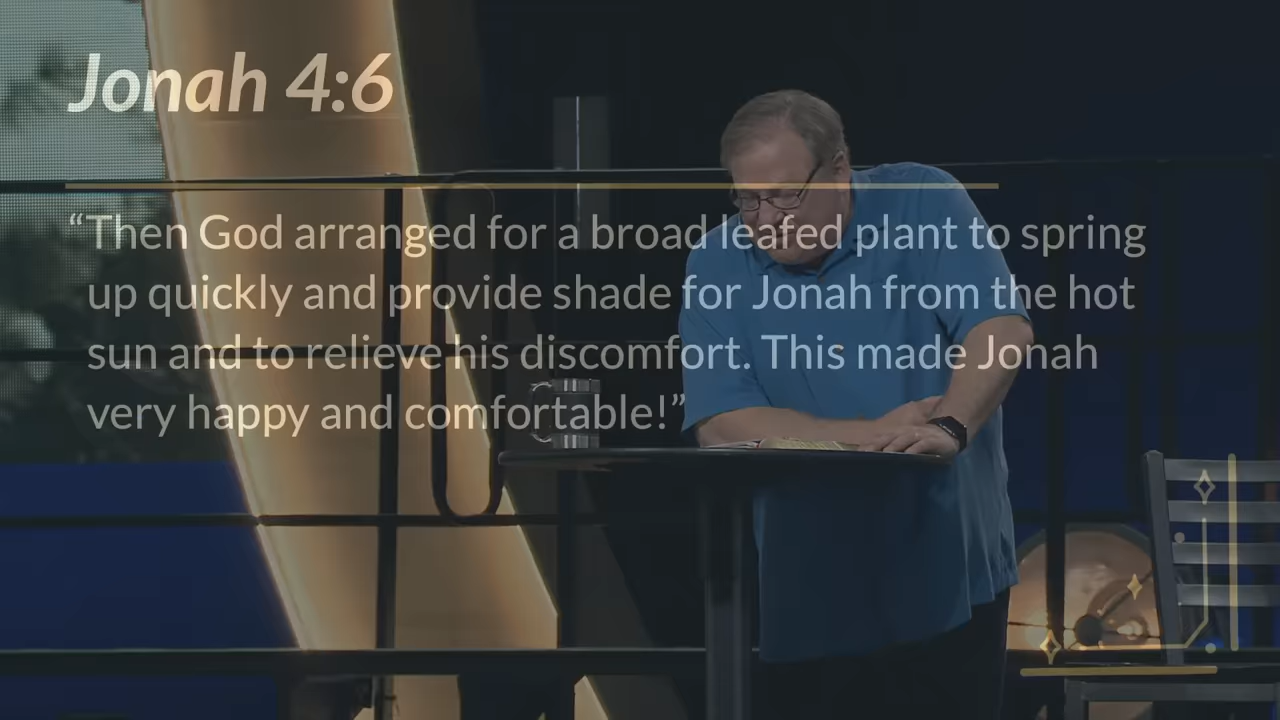 Jonah 4:6
“Then God arranged for a broad leafed plant to spring
up quickly and provide shade for Jonah from the hot
sun and to relieve his discomfort. This made Jonah
very happy and comfortable!”